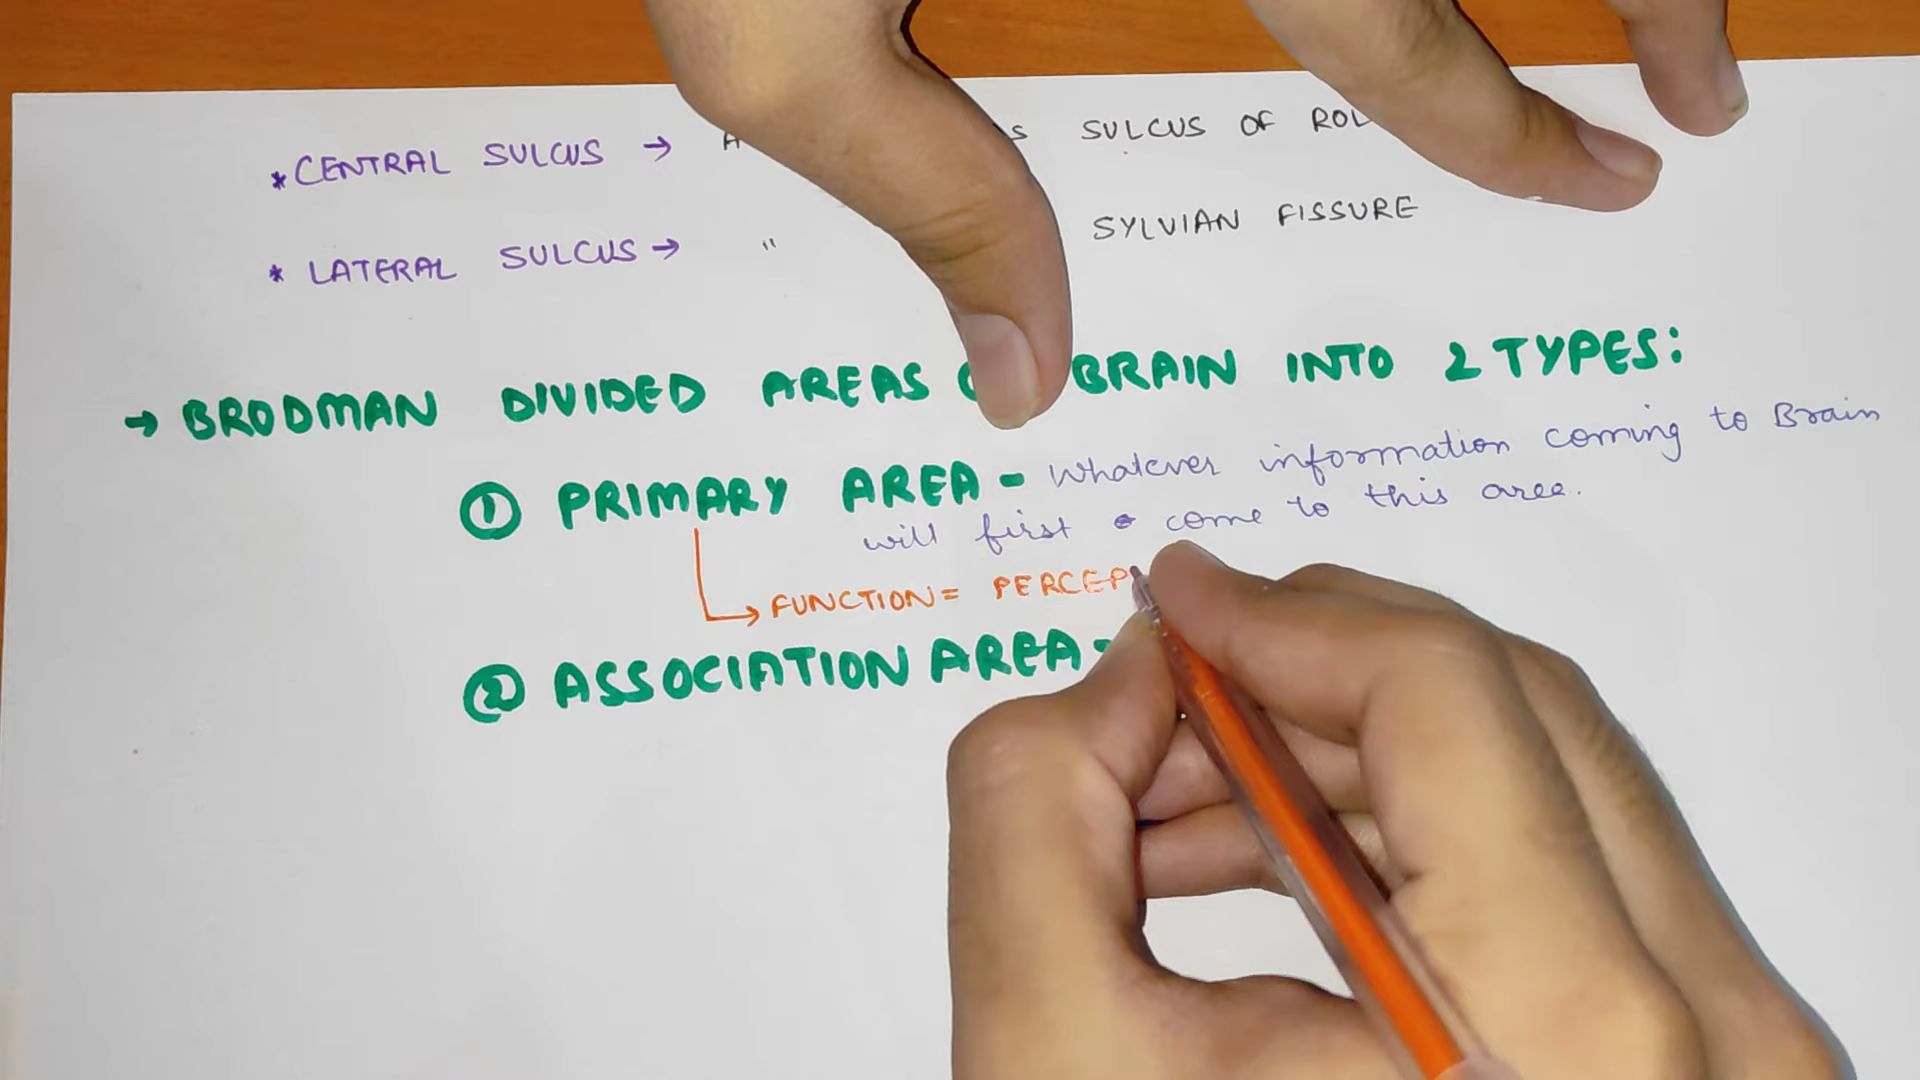 * CENTRAL SULCUS → A S SULCUS OF ROL
* LATERAL SULCUS → " SYLVIAN FISSURE
→ BRODMAN DIVIDED AREAS BRAIN INTO 2 TYPES:
① PRIMARY AREA - Whatever information coming to Brain
will first come to this area.
FUNCTION = PERCEP
② ASSOCIATION AREA -